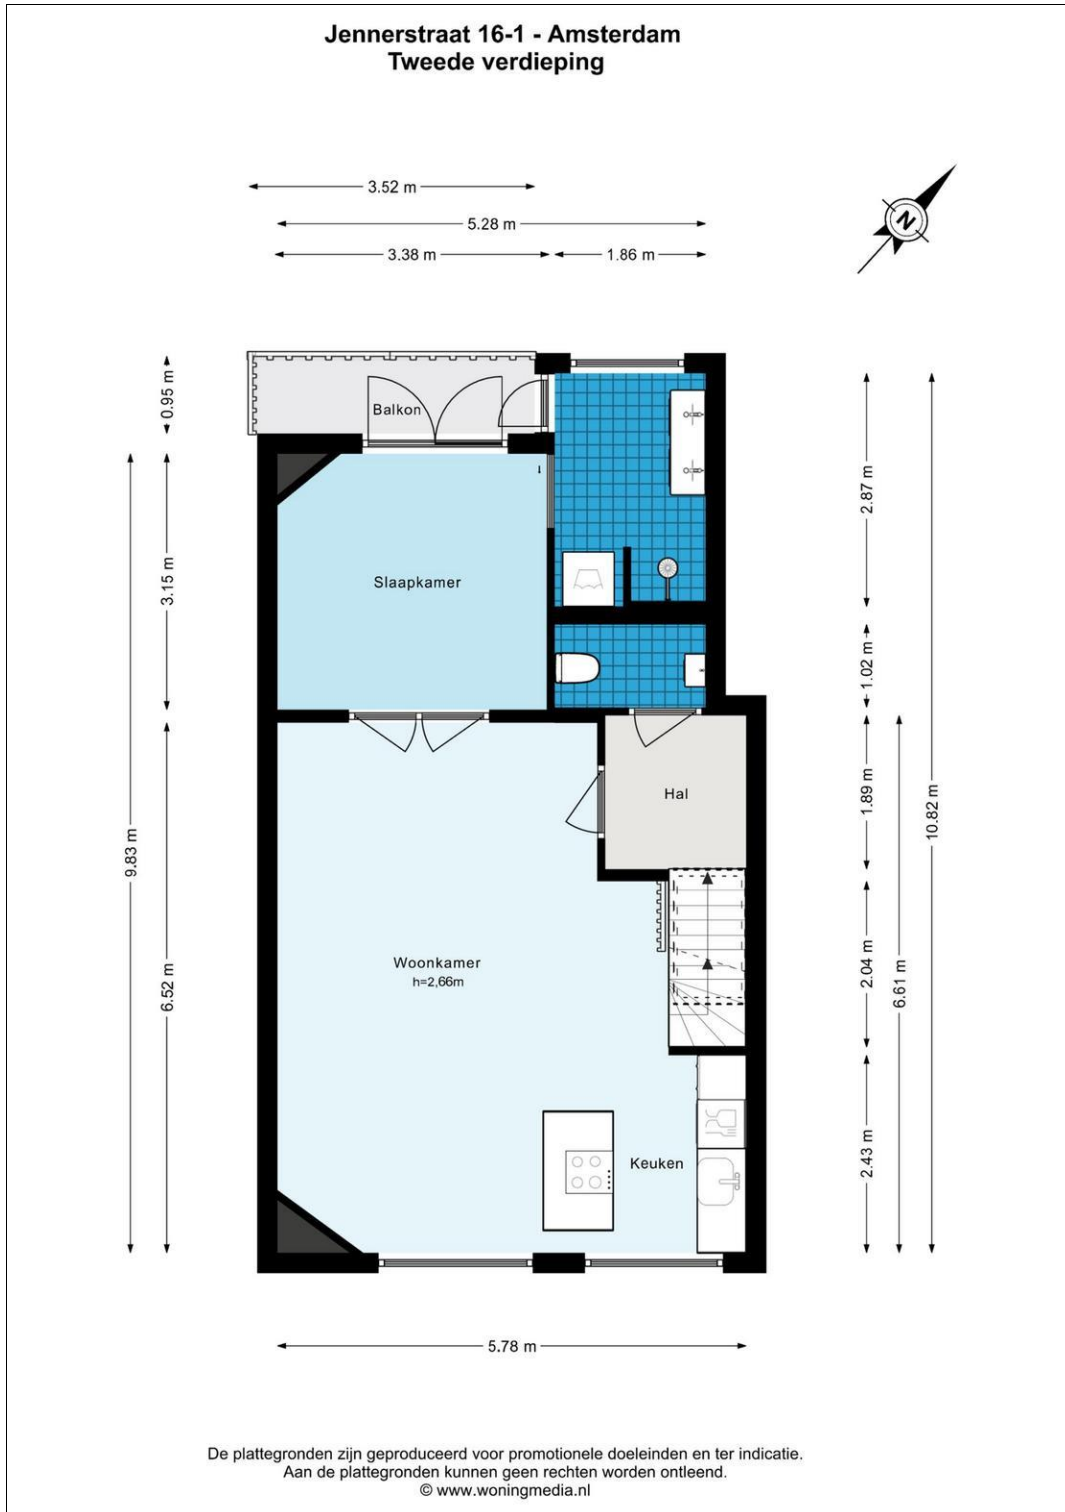 Jennerstraat 16-1 - Amsterdam
Tweede verdieping
3.52 m
5.28 m
3.38 m
1.86 m
N
0.95 m
3.15 m
9.83 m
6.52 m
Balkon
Slaapkamer
Hal
Woonkamer
h=2,66m
Keuken
2.87 m
1.02 m
1.89 m
10.82 m
2.04 m
6.61 m
2.43 m
5.78 m
De plattegronden zijn geproduceerd voor promotionele doeleinden en ter indicatie.
Aan de plattegronden kunnen geen rechten worden ontleend.
© www.woningmedia.nl